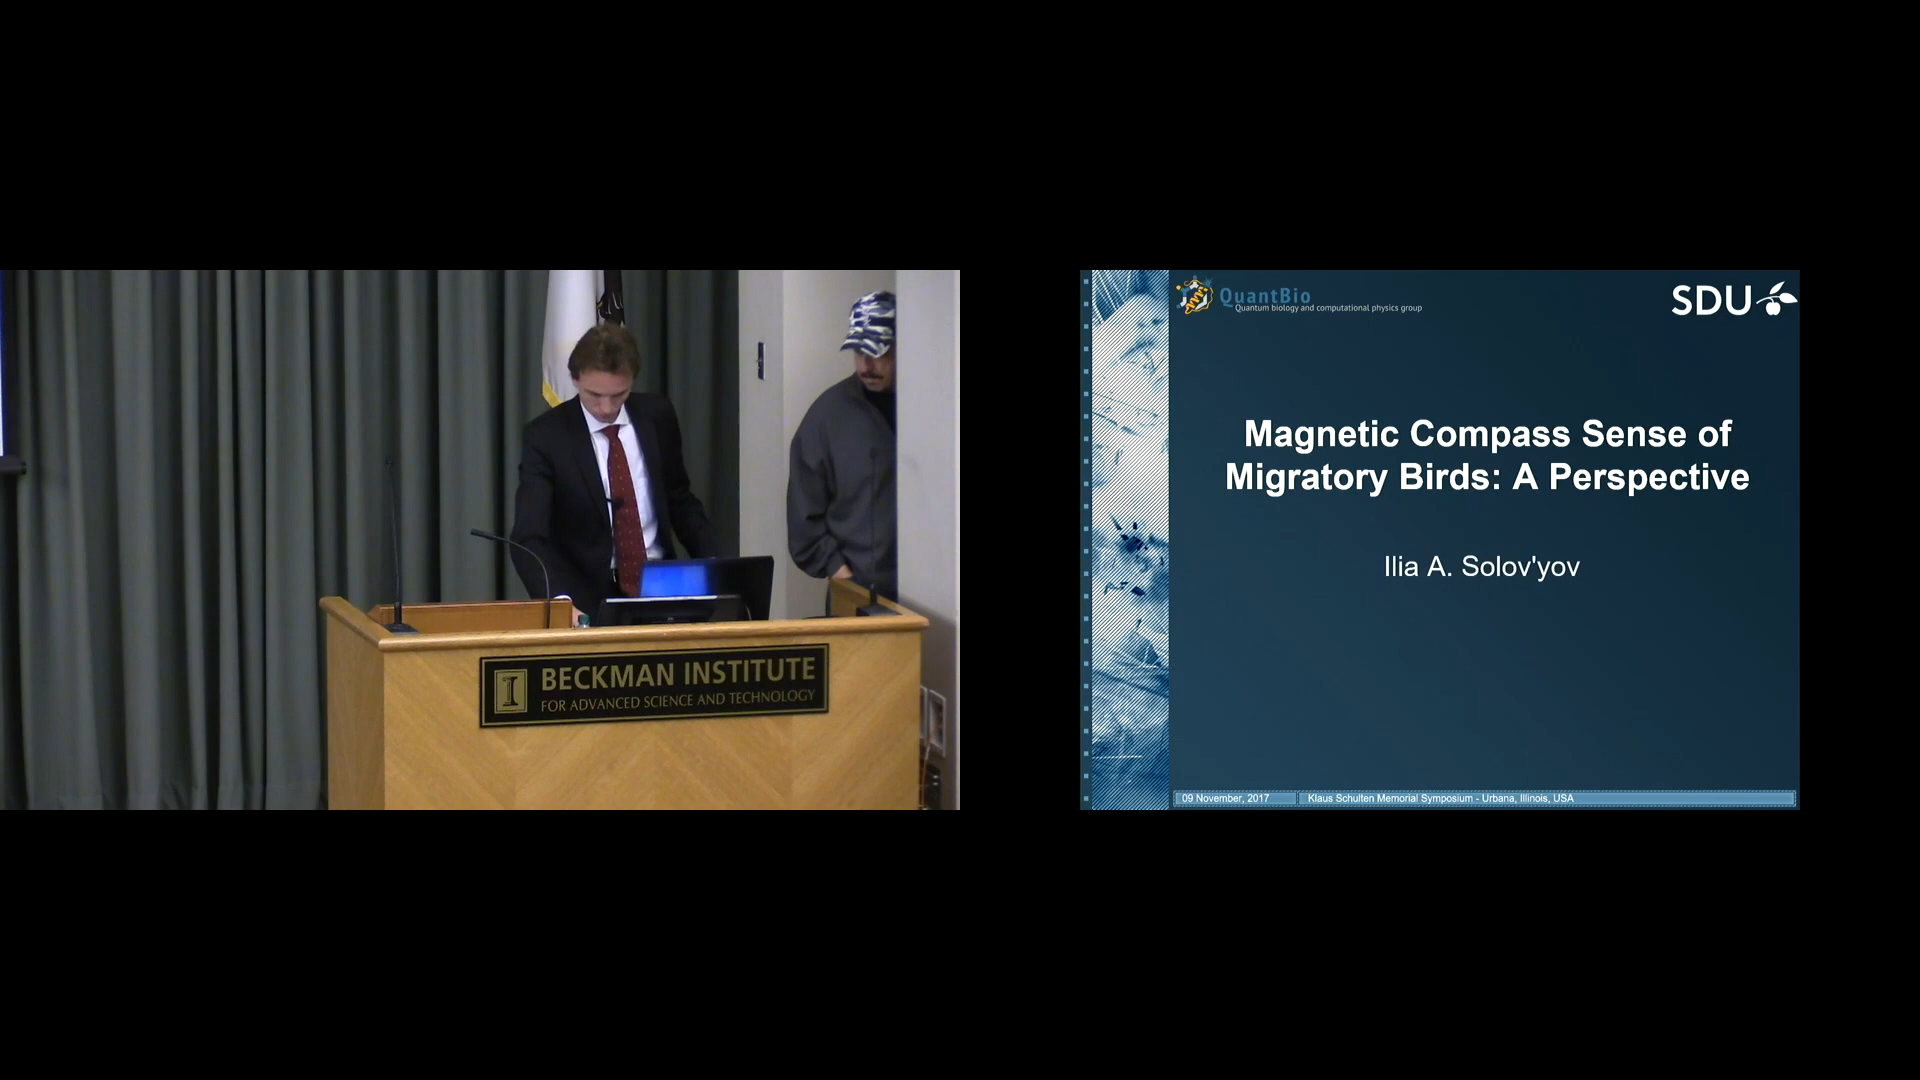 I
BECKMAN INSTITUTE
FOR ADVANCED SCIENCE AND TECHNOLOGY
QuantBio
Quantum biology and computational physics group
SDU
Magnetic Compass Sense of
Migratory Birds: A Perspective
Ilia A. Solov'yov
09 November, 2017
Klaus Schulten Memorial Symposium - Urbana, Illinois, USA